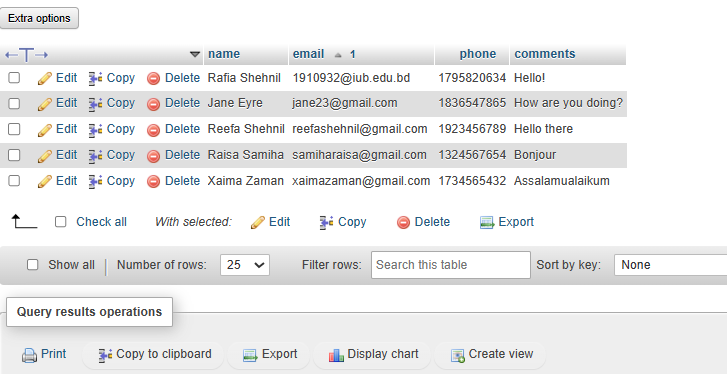 Extra options
name email 1 phone comments
Edit Copy Delete Rafia Shehnil 1910932@iub.edu.bd 1795820634 Hello!
Edit Copy Delete Jane Eyre jane23@gmail.com 1836547865 How are you doing?
Edit Copy Delete Reefa Shehnil reefashehnil@gmail.com 1923456789 Hello there
Edit Copy Delete Raisa Samiha samiharaisa@gmail.com 1324567654 Bonjour
Edit Copy Delete Xaima Zaman xaimazaman@gmail.com 1734565432 Assalamualaikum
Check all With selected: Edit Copy Delete Export
Show all Number of rows: 25 Filter rows: Search this table Sort by key: None
Query results operations
Print Copy to clipboard Export Display chart Create view